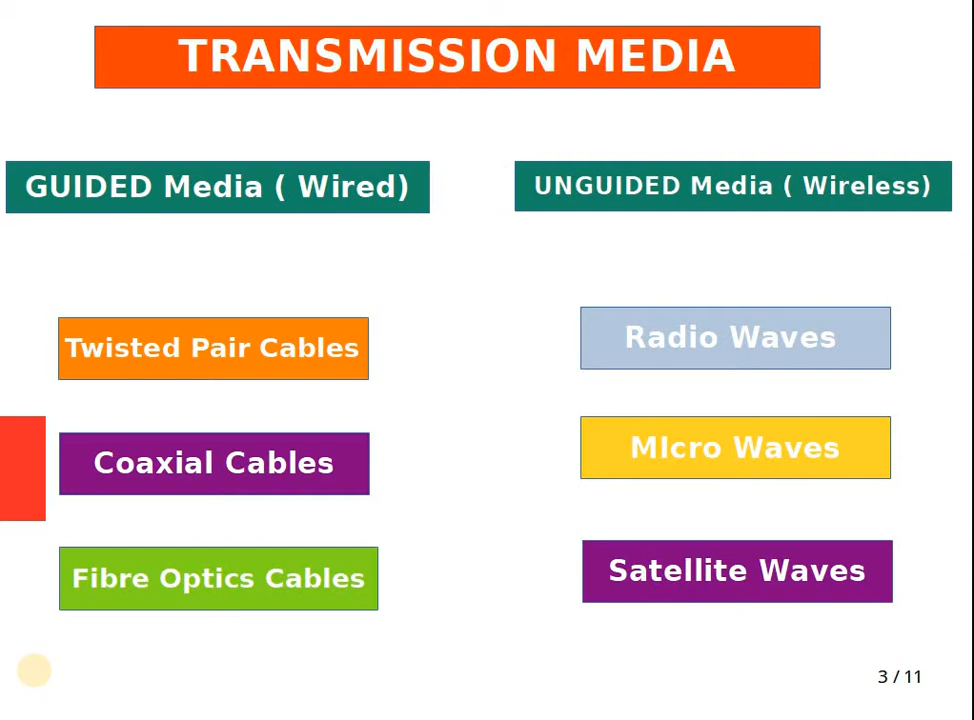 TRANSMISSION MEDIA
GUIDED Media ( Wired)
UNGUIDED Media ( Wireless)
Twisted Pair Cables
Radio Waves
Coaxial Cables
MIcro Waves
Fibre Optics Cables
Satellite Waves
3 / 11